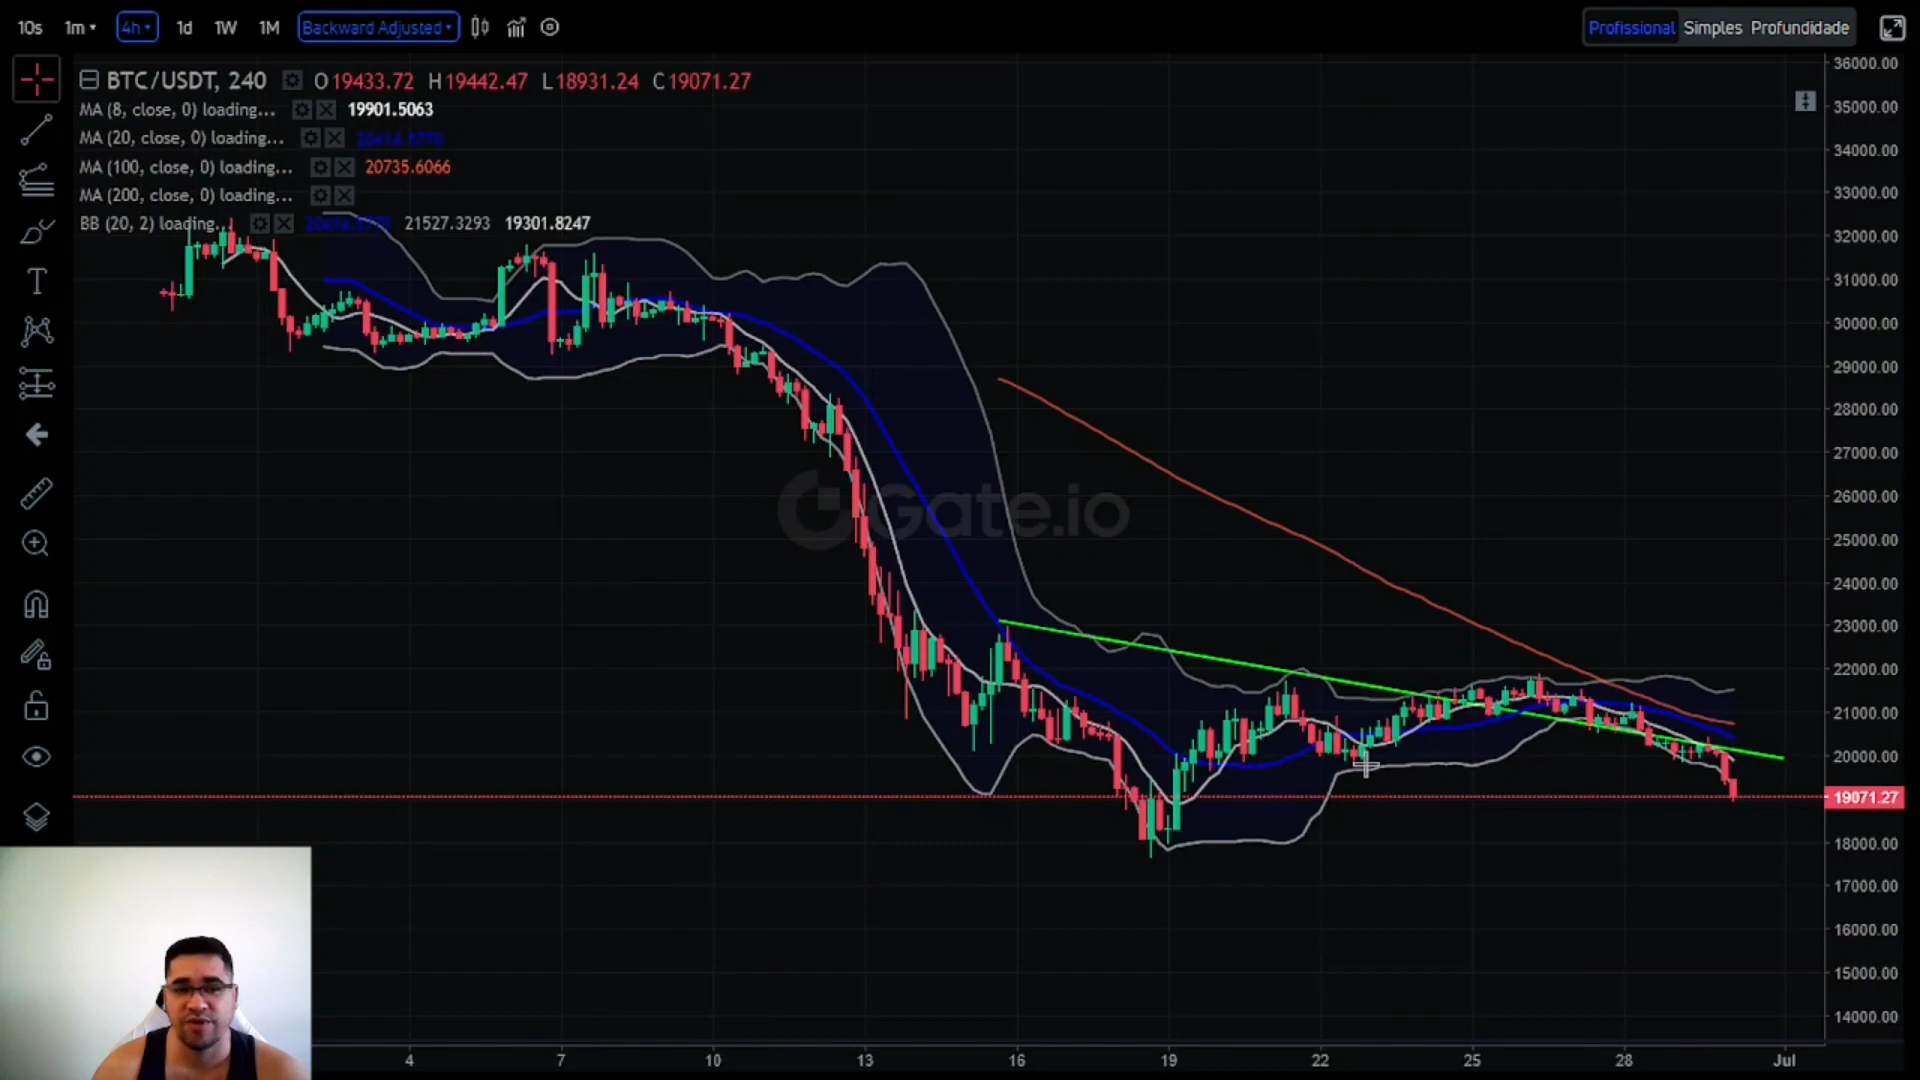 10s 1m 4h 1d 1W 1M Backward Adjusted Profissional Simples Profundidade
BTC/USDT, 240 O19433.72 H19442.47 L18931.24 C19071.27
MA (8, close, 0) loading... 19901.5063
MA (20, close, 0) loading...
MA (100, close, 0) loading... 20735.6066
MA (200, close, 0) loading...
BB (20, 2) loading... 21527.3293 19301.8247
T
Gate.io
36000.00
35000.00
34000.00
33000.00
32000.00
31000.00
30000.00
29000.00
28000.00
27000.00
26000.00
25000.00
24000.00
23000.00
22000.00
21000.00
20000.00
19071.27
18000.00
17000.00
16000.00
15000.00
14000.00
4 7 10 13 16 19 22 25 28 Jul